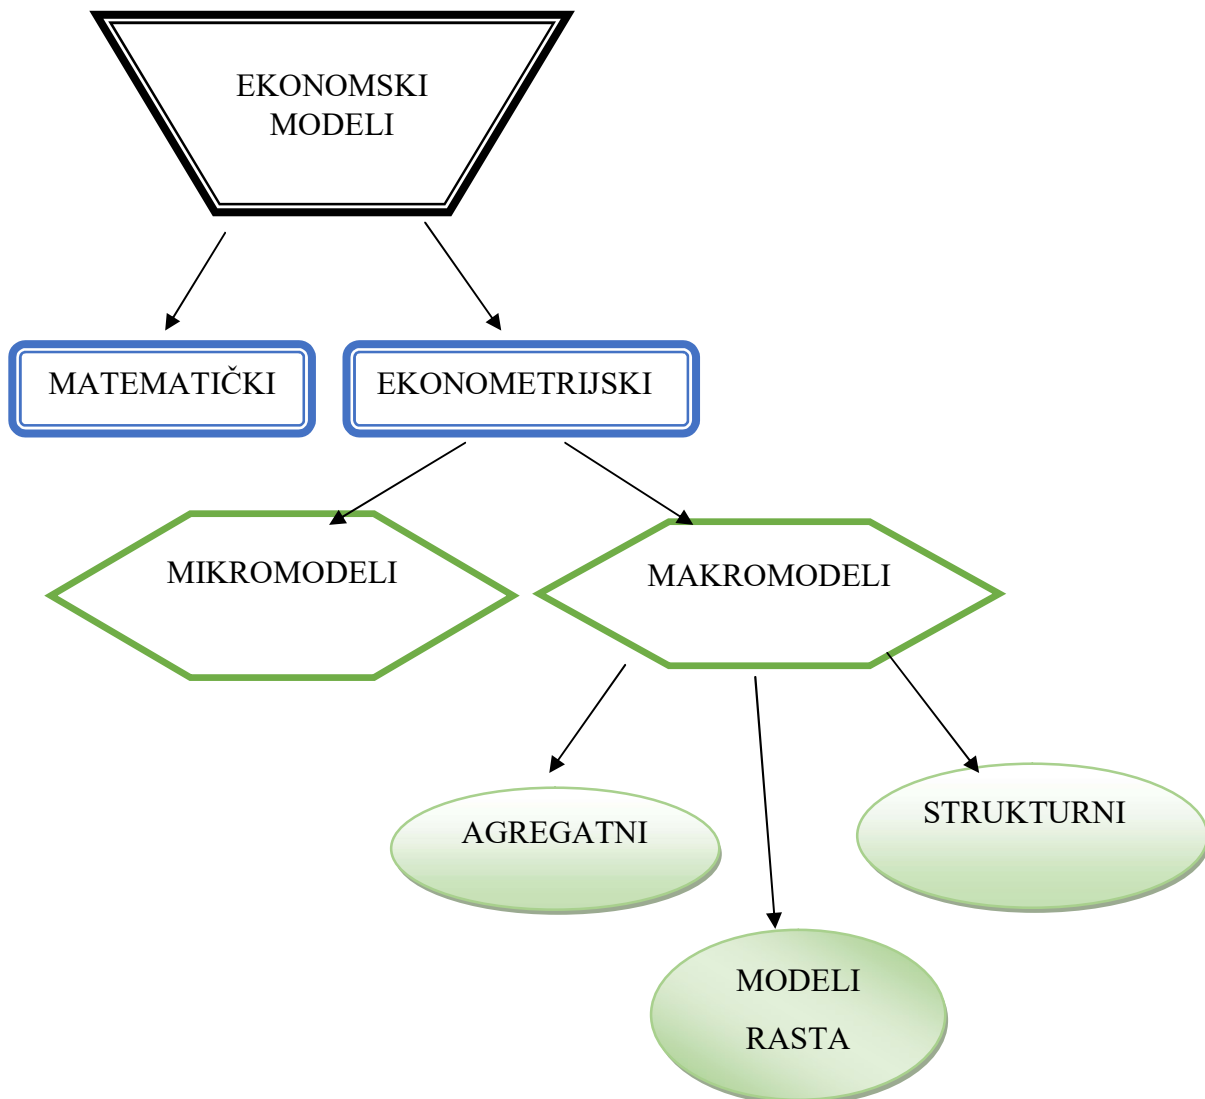 EKONOMSKI
MODELI
MATEMATIČKI
EKONOMETRIJSKI
MIKROMODELI
MAKROMODELI
AGREGATNI
STRUKTURNI
MODELI
RASTA